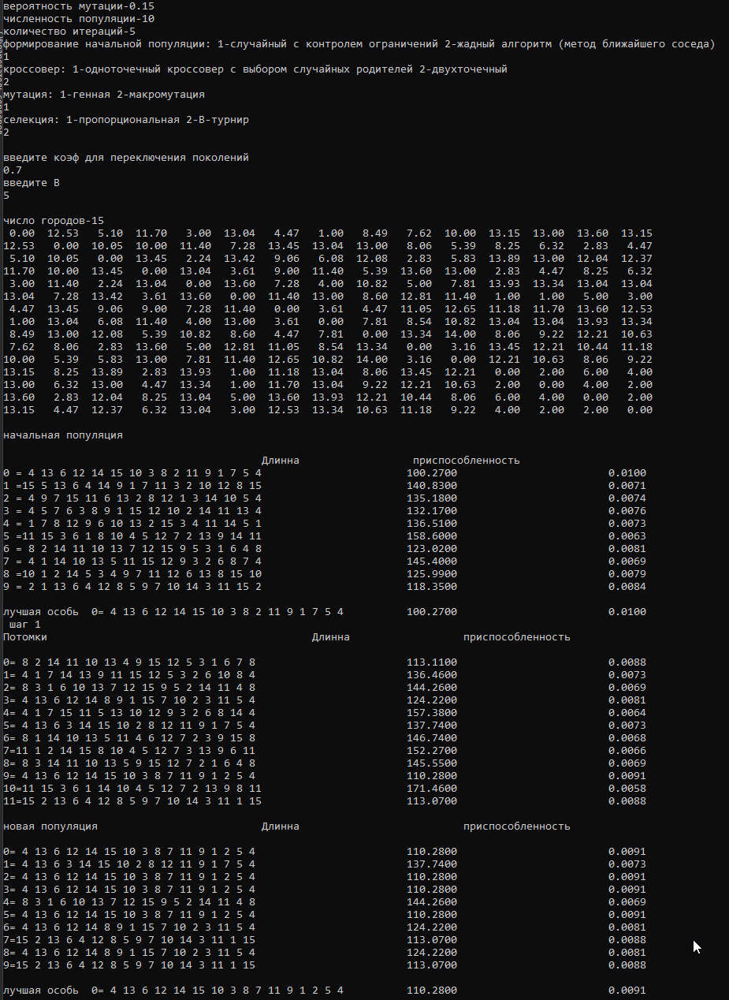 вероятность мутации-0.15
численность популяции-10
количество итераций-5
формирование начальной популяции: 1-случайный с контролем ограничений 2-жадный алгоритм (метод ближайшего соседа)
1
кроссовер: 1-одноточечный кроссовер с выбором случайных родителей 2-двухточечный
2
мутация: 1-генная 2-макромутация
1
селекция: 1-пропорциональная 2-В-турнир
2
введите коэф для переключения поколений
0.7
введите В
5
число городов-15
0.00 12.53 5.10 11.70 3.00 13.04 4.47 1.00 8.49 7.62 10.00 13.15 13.00 13.60 13.15
12.53 0.00 10.05 10.00 11.40 7.28 13.45 13.04 13.00 8.06 5.39 8.25 6.32 2.83 4.47
5.10 10.05 0.00 13.45 2.24 13.42 9.06 6.08 12.08 2.83 5.83 13.89 13.00 12.04 12.37
11.70 10.00 13.45 0.00 13.04 3.61 9.00 11.40 5.39 13.60 13.00 2.83 4.47 8.25 6.32
3.00 11.40 2.24 13.04 0.00 13.60 7.28 4.00 10.82 5.00 7.81 13.93 13.34 13.04 13.04
13.04 7.28 13.42 3.61 13.60 0.00 11.40 13.00 8.60 12.81 11.40 1.00 1.00 5.00 3.00
4.47 13.45 9.06 9.00 7.28 11.40 0.00 3.61 4.47 11.05 12.65 11.18 11.70 13.60 12.53
1.00 13.04 6.08 11.40 4.00 13.00 3.61 0.00 7.81 8.54 10.82 13.04 13.04 13.93 13.34
8.49 13.00 12.08 5.39 10.82 8.60 4.47 7.81 0.00 13.34 14.00 8.06 9.22 12.21 10.63
7.62 8.06 2.83 13.60 5.00 12.81 11.05 8.54 13.34 0.00 3.16 13.45 12.21 10.44 11.18
10.00 5.39 5.83 13.00 7.81 11.40 12.65 10.82 14.00 3.16 0.00 12.21 10.63 8.06 9.22
13.15 8.25 13.89 2.83 13.93 1.00 11.18 13.04 8.06 13.45 12.21 0.00 2.00 6.00 4.00
13.00 6.32 13.00 4.47 13.34 1.00 11.70 13.04 9.22 12.21 10.63 2.00 0.00 4.00 2.00
13.60 2.83 12.04 8.25 13.04 5.00 13.60 13.93 12.21 10.44 8.06 6.00 4.00 0.00 2.00
13.15 4.47 12.37 6.32 13.04 3.00 12.53 13.34 10.63 11.18 9.22 4.00 2.00 2.00 0.00
начальная популяция
Длинна приспособленность
0 = 4 13 6 12 14 15 10 3 8 2 11 9 1 7 5 4 100.2700 0.0100
1 =15 5 13 6 4 14 9 1 7 11 3 2 10 12 8 15 140.8300 0.0071
2 = 4 9 7 15 11 6 13 2 8 12 1 3 14 10 5 4 135.1800 0.0074
3 = 4 5 7 6 3 8 9 1 15 12 10 2 14 11 13 4 132.1700 0.0076
4 = 1 7 8 12 9 6 10 13 2 15 3 4 11 14 5 1 136.5100 0.0073
5 =11 15 3 6 1 8 10 4 5 12 7 2 13 9 14 11 158.6000 0.0063
6 = 8 2 14 11 10 13 7 12 15 9 5 3 1 6 4 8 123.0200 0.0081
7 = 4 1 14 10 13 5 11 15 12 9 3 2 6 8 7 4 145.4000 0.0069
8 =10 1 2 14 5 3 4 9 7 11 12 6 13 8 15 10 125.9900 0.0079
9 = 2 1 13 6 4 12 8 5 9 7 10 14 3 11 15 2 118.3500 0.0084
лучшая особь 0= 4 13 6 12 14 15 10 3 8 2 11 9 1 7 5 4 100.2700 0.0100
шаг 1
Потомки Длинна приспособленность
0= 8 2 14 11 10 13 4 9 15 12 5 3 1 6 7 8 113.1100 0.0088
1= 4 1 7 14 13 9 11 15 12 5 3 2 6 10 8 4 136.4600 0.0073
2= 8 3 1 6 10 13 7 12 15 9 5 2 14 11 4 8 144.2600 0.0069
3= 4 13 6 12 14 8 9 1 15 7 10 2 3 11 5 4 124.2200 0.0081
4= 4 1 7 15 11 5 13 10 12 9 3 2 6 8 14 4 157.3800 0.0064
5= 4 13 6 3 14 15 10 2 8 12 11 9 1 7 5 4 137.7400 0.0073
6= 8 1 14 10 13 5 11 4 6 12 7 2 3 9 15 8 146.7400 0.0068
7=11 1 2 14 15 8 10 4 5 12 7 3 13 9 6 11 152.2700 0.0066
8= 8 3 14 11 10 13 5 9 15 12 7 2 1 6 4 8 145.5500 0.0069
9= 4 13 6 12 14 15 10 3 8 7 11 9 1 2 5 4 110.2800 0.0091
10=11 15 3 6 1 14 10 4 5 12 7 2 13 9 8 11 171.4600 0.0058
11=15 2 13 6 4 12 8 5 9 7 10 14 3 11 1 15 113.0700 0.0088
новая популяция Длинна приспособленность
0= 4 13 6 12 14 15 10 3 8 7 11 9 1 2 5 4 110.2800 0.0091
1= 4 13 6 3 14 15 10 2 8 12 11 9 1 7 5 4 137.7400 0.0073
2= 4 13 6 12 14 15 10 3 8 7 11 9 1 2 5 4 110.2800 0.0091
3= 4 13 6 12 14 15 10 3 8 7 11 9 1 2 5 4 110.2800 0.0091
4= 8 3 1 6 10 13 7 12 15 9 5 2 14 11 4 8 144.2600 0.0069
5= 4 13 6 12 14 15 10 3 8 7 11 9 1 2 5 4 110.2800 0.0091
6= 4 13 6 12 14 8 9 1 15 7 10 2 3 11 5 4 124.2200 0.0081
7=15 2 13 6 4 12 8 5 9 7 10 14 3 11 1 15 113.0700 0.0088
8= 4 13 6 12 14 8 9 1 15 7 10 2 3 11 5 4 124.2200 0.0081
9=15 2 13 6 4 12 8 5 9 7 10 14 3 11 1 15 113.0700 0.0088
лучшая особь 0= 4 13 6 12 14 15 10 3 8 7 11 9 1 2 5 4 110.2800 0.0091